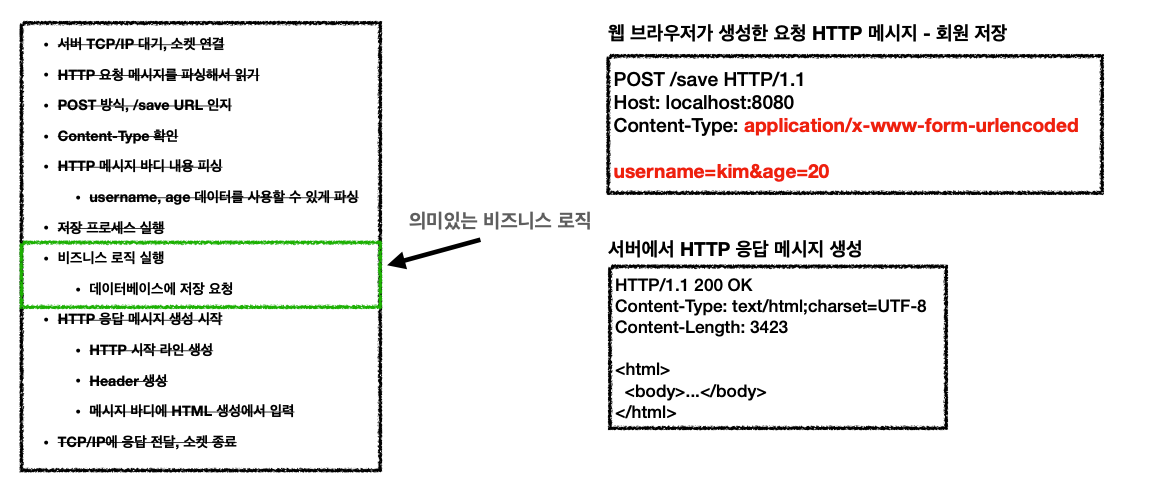 서버 TCP/IP 대기, 소켓 연결
HTTP 요청 메시지를 파싱해서 읽기
POST 방식, /save URL 인지
Content-Type 확인
HTTP 메시지 바디 내용 피싱
username, age 데이터를 사용할 수 있게 파싱
저장 프로세스 실행
비즈니스 로직 실행
데이터베이스에 저장 요청
HTTP 응답 메시지 생성 시작
HTTP 시작 라인 생성
Header 생성
메시지 바디에 HTML 생성에서 입력
TCP/IP에 응답 전달, 소켓 종료
의미있는 비즈니스 로직
웹 브라우저가 생성한 요청 HTTP 메시지 - 회원 저장
POST /save HTTP/1.1
Host: localhost:8080
Content-Type: application/x-www-form-urlencoded
username=kim&age=20
서버에서 HTTP 응답 메시지 생성
HTTP/1.1 200 OK
Content-Type: text/html;charset=UTF-8
Content-Length: 3423
<html>
<body>...</body>
</html>